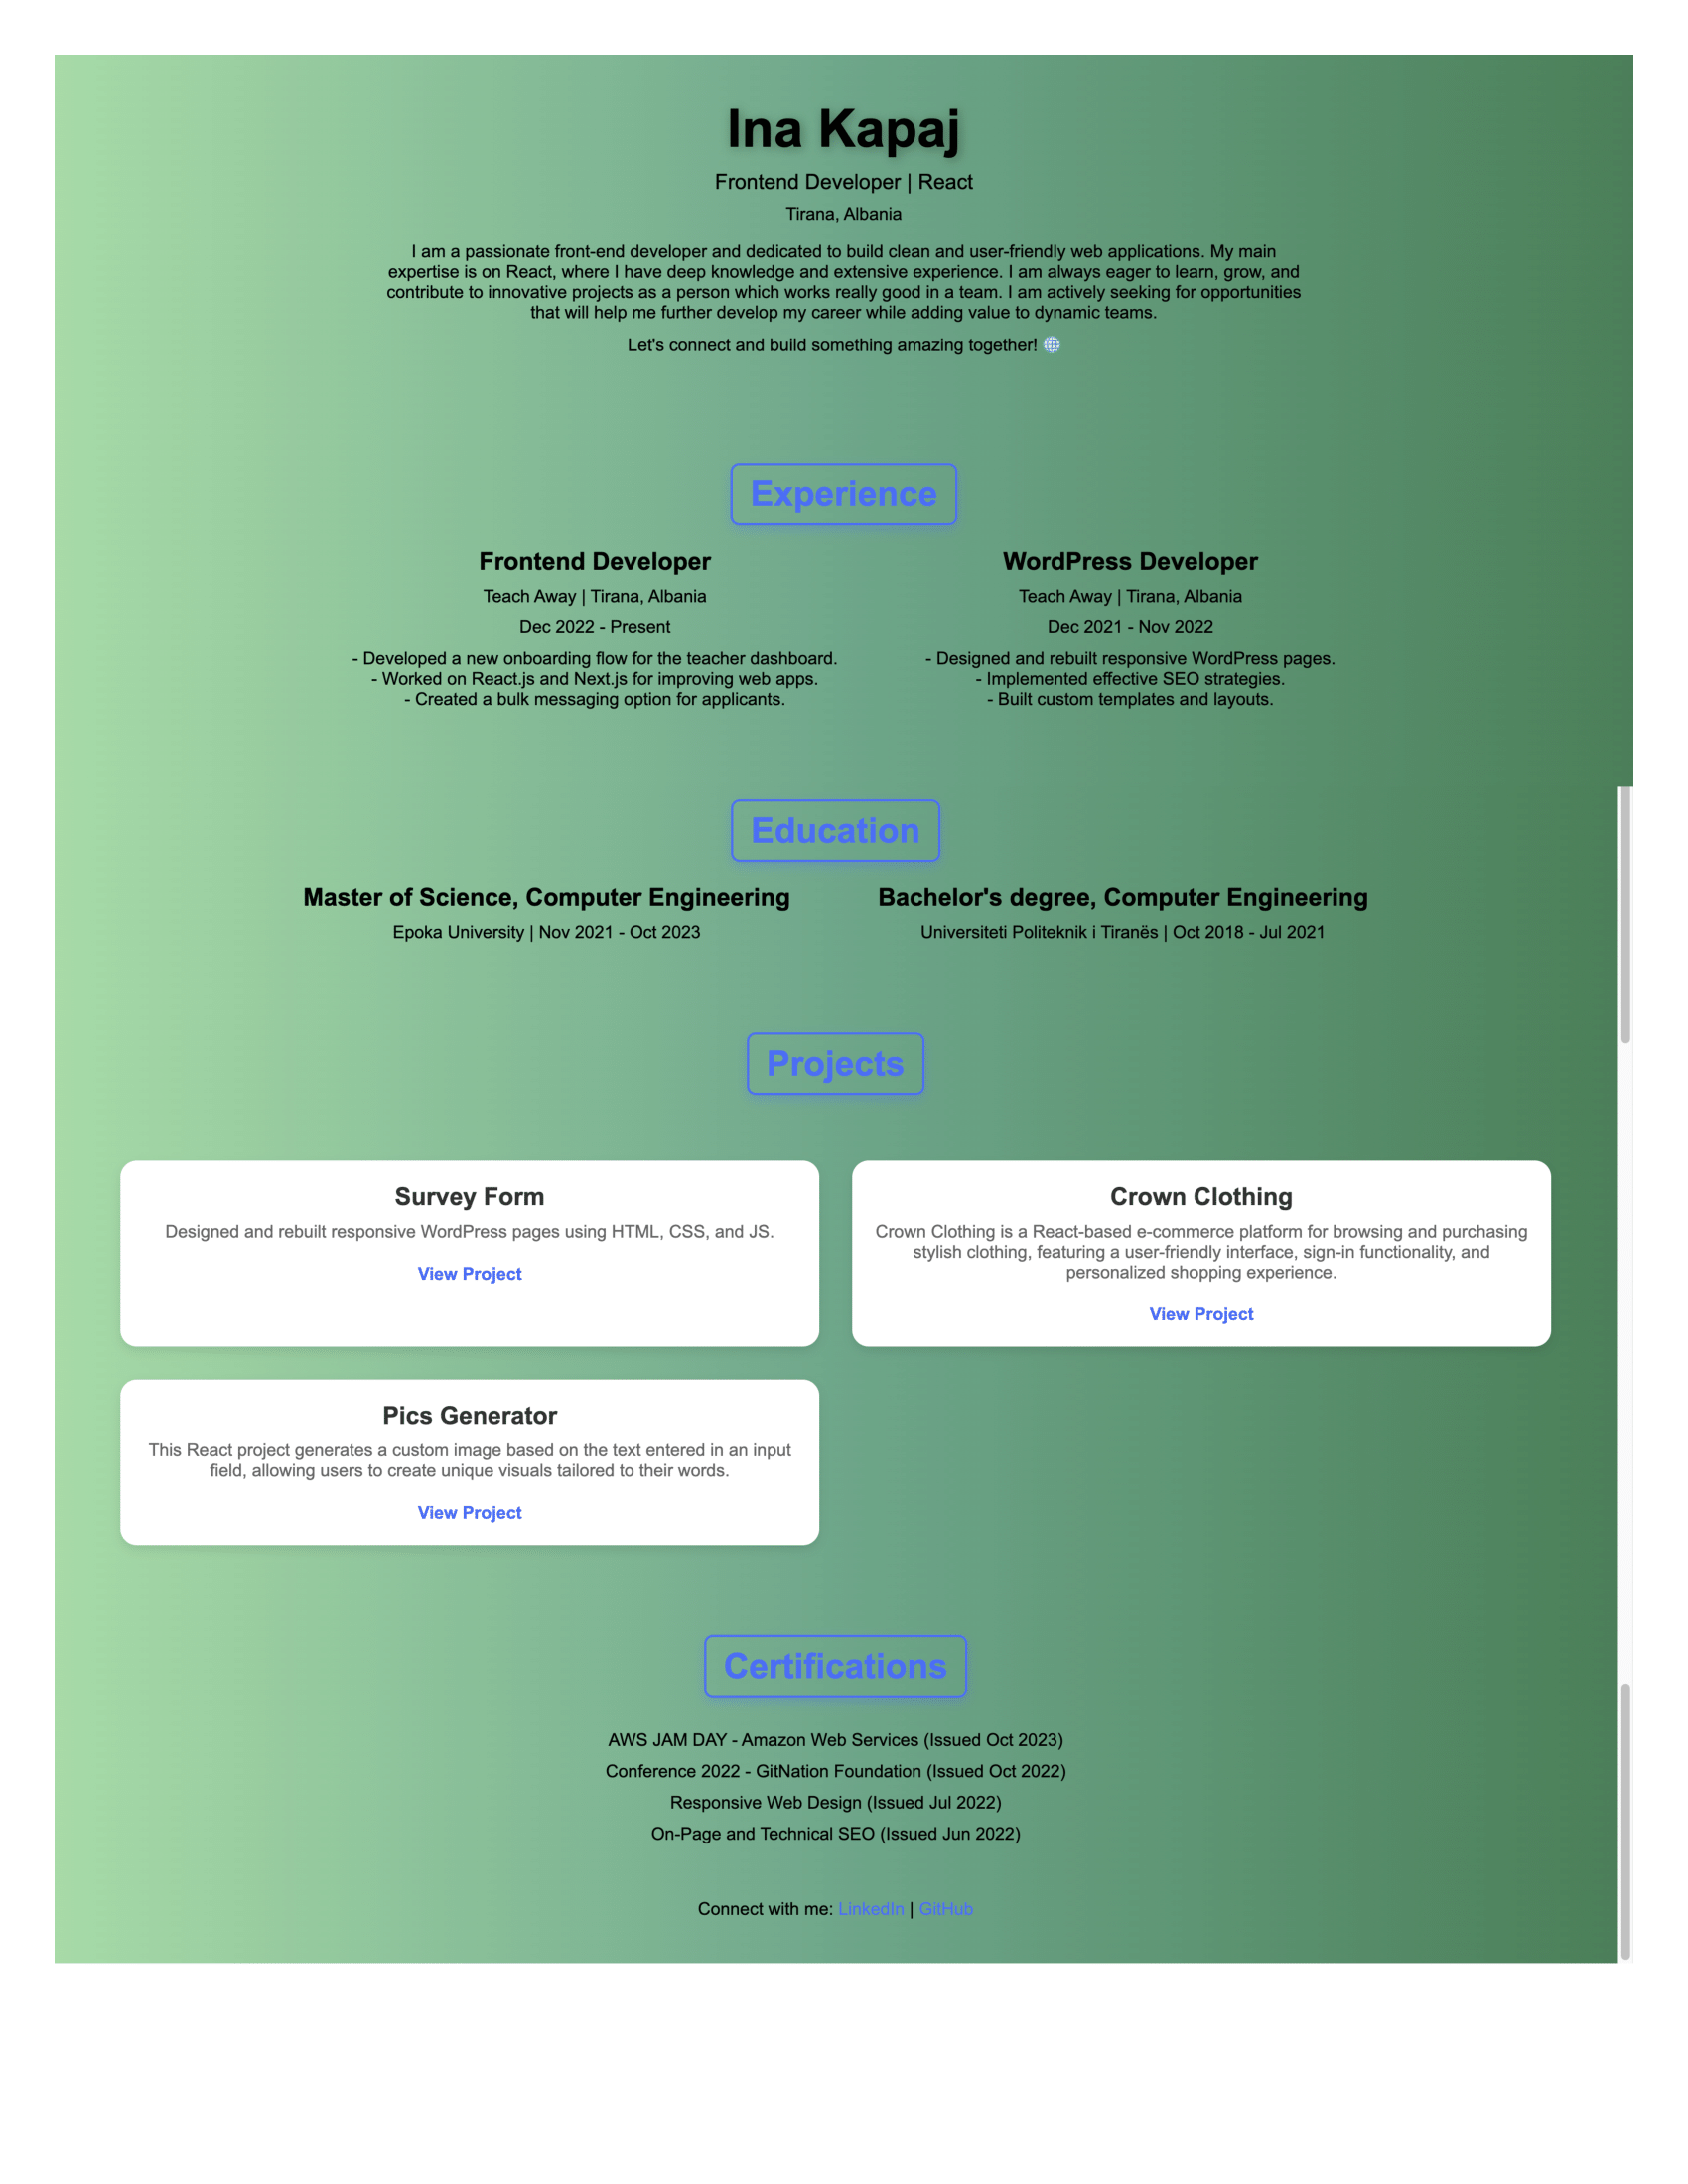 Ina Kapaj
Frontend Developer | React
Tirana, Albania
I am a passionate front-end developer and dedicated to build clean and user-friendly web applications. My main
expertise is on React, where I have deep knowledge and extensive experience. I am always eager to learn, grow, and
contribute to innovative projects as a person which works really good in a team. I am actively seeking for opportunities
that will help me further develop my career while adding value to dynamic teams.
Let's connect and build something amazing together! 🌐
Experience
Frontend Developer
Teach Away | Tirana, Albania
Dec 2022 - Present
- Developed a new onboarding flow for the teacher dashboard.
- Worked on React.js and Next.js for improving web apps.
- Created a bulk messaging option for applicants.
WordPress Developer
Teach Away | Tirana, Albania
Dec 2021 - Nov 2022
- Designed and rebuilt responsive WordPress pages.
- Implemented effective SEO strategies.
- Built custom templates and layouts.
Education
Master of Science, Computer Engineering
Epoka University | Nov 2021 - Oct 2023
Bachelor's degree, Computer Engineering
Universiteti Politeknik i Tiranës | Oct 2018 - Jul 2021
Projects
Survey Form
Designed and rebuilt responsive WordPress pages using HTML, CSS, and JS.
View Project
Crown Clothing
Crown Clothing is a React-based e-commerce platform for browsing and purchasing
stylish clothing, featuring a user-friendly interface, sign-in functionality, and
personalized shopping experience.
View Project
Pics Generator
This React project generates a custom image based on the text entered in an input
field, allowing users to create unique visuals tailored to their words.
View Project
Certifications
AWS JAM DAY - Amazon Web Services (Issued Oct 2023)
Conference 2022 - GitNation Foundation (Issued Oct 2022)
Responsive Web Design (Issued Jul 2022)
On-Page and Technical SEO (Issued Jun 2022)
Connect with me: LinkedIn | GitHub